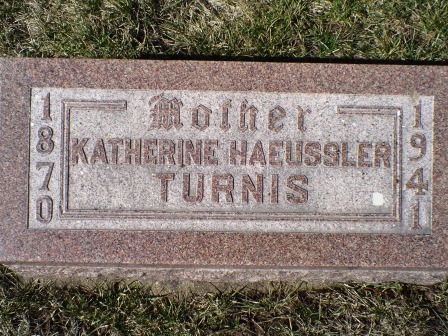 Mother
1870 KATHERINE HAEUSSLER 1941
TURNIS